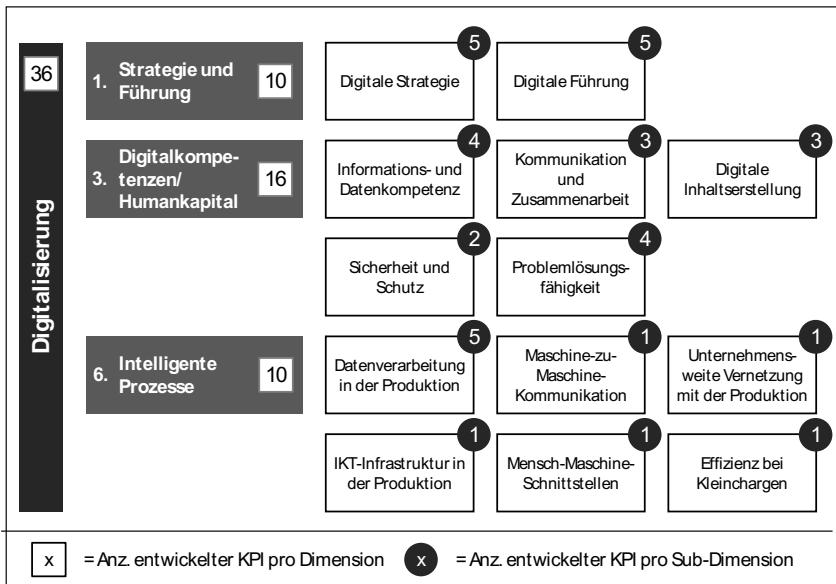 36
Digitalisierung
1. Strategie und
Führung
10
5
Digitale Strategie
5
Digitale Führung
3. Digitalkompe-
tenzen/
Humankapital
16
4
Informations- und
Datenkompetenz
3
Kommunikation
und
Zusammenarbeit
3
Digitale
Inhaltserstellung
2
Sicherheit und
Schutz
4
Problemlösungs-
fähigkeit
6. Intelligente
Prozesse
10
5
Datenverarbeitung
in der Produktion
1
Maschine-zu-
Maschine-
Kommunikation
1
Unternehmens-
weite Vernetzung
mit der Produktion
1
IKT-Infrastruktur in
der Produktion
1
Mensch-Maschine-
Schnittstellen
1
Effizienz bei
Kleinchargen
x = Anz. entwickelter KPI pro Dimension
x = Anz. entwickelter KPI pro Sub-Dimension